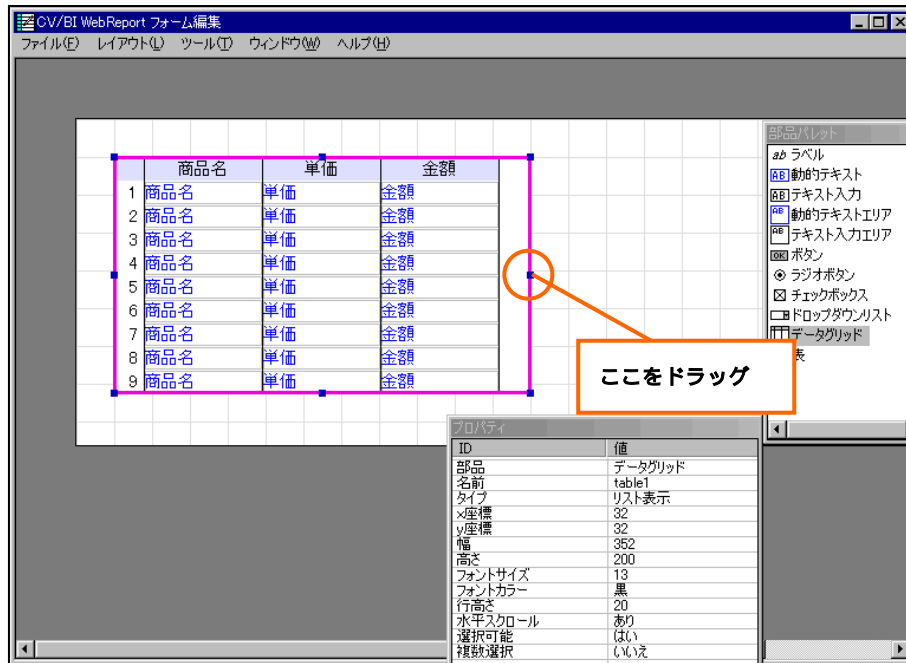 CV/BI WebReport フォーム編集
ファイル(F) レイアウト(L) ツール(T) ウィンドウ(W) ヘルプ(H)
商品名 単価 金額
1 商品名 単価 金額
2 商品名 単価 金額
3 商品名 単価 金額
4 商品名 単価 金額
5 商品名 単価 金額
6 商品名 単価 金額
7 商品名 単価 金額
8 商品名 単価 金額
9 商品名 単価 金額
ここをドラッグ
部品パレット
ab ラベル
AB 動的テキスト
AB テキスト入力
AB 動的テキストエリア
AB テキスト入力エリア
OK ボタン
ラジオボタン
チェックボックス
ドロップダウンリスト
データグリッド
表
プロパティ
ID 値
部品 データグリッド
名前 table1
タイプ リスト表示
x座標 32
y座標 32
幅 352
高さ 200
フォントサイズ 13
フォントカラー 黒
行高さ 20
水平スクロール あり
選択可能 はい
複数選択 いいえ